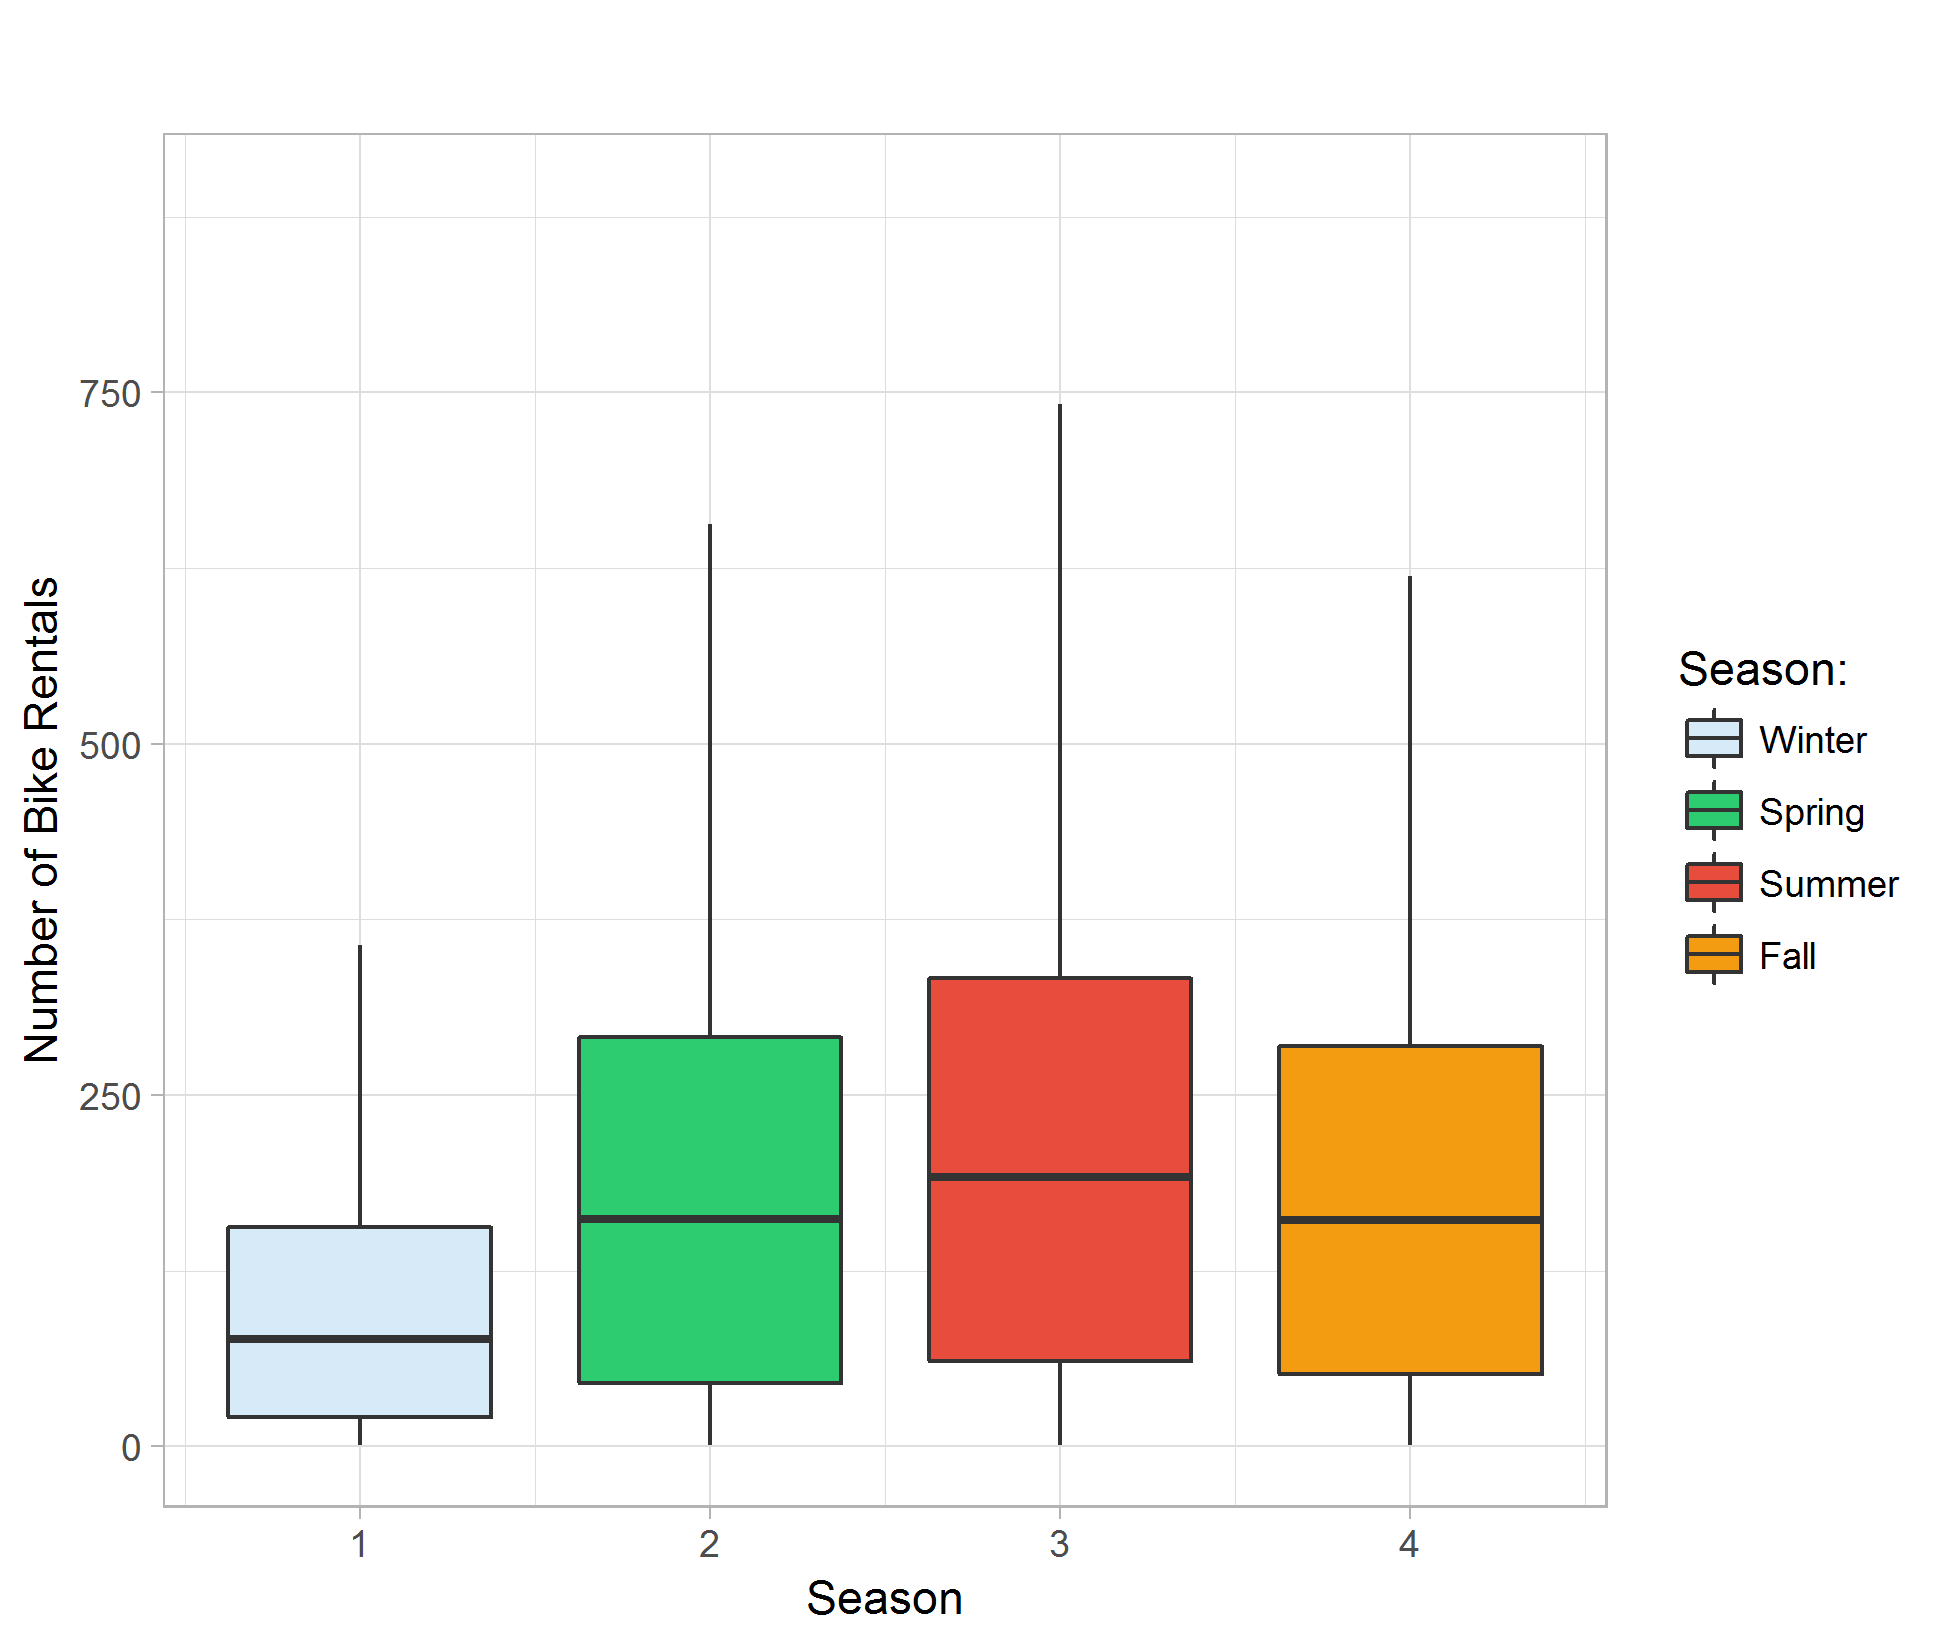 Number of Bike Rentals
750
500
250
0
1 2 3 4
Season
Season:
Winter
Spring
Summer
Fall